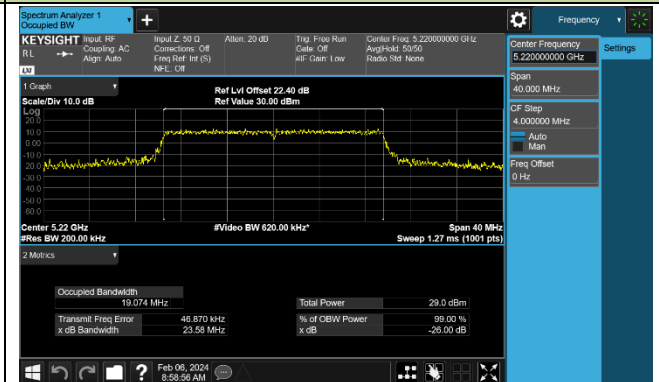 Spectrum Analyzer 1
Occupied BW
Frequency
KEYSIGHT
RL
LXI
Input: RF
Coupling: AC
Align: Auto
Input Z: 50 Ω
Corrections: Off
Freq Ref: Int (S)
NFE: Off
Atten: 20 dB
Trig: Free Run
Gate: Off
#IF Gain: Low
Center Freq: 5.220000000 GHz
Avg|Hold: 50/50
Radio Std: None
Center Frequency
5.220000000 GHz
Settings
Span
40.000 MHz
CF Step
4.000000 MHz
Auto
Man
Freq Offset
0 Hz
1 Graph
Scale/Div 10.0 dB
Ref Lvl Offset 22.40 dB
Ref Value 30.00 dBm
Log
20.0
10.0
0.00
-10.0
-20.0
-30.0
-40.0
-50.0
-60.0
Center 5.22 GHz
#Res BW 200.00 kHz
#Video BW 620.00 kHz*
Span 40 MHz
Sweep 1.27 ms (1001 pts)
2 Metrics
Occupied Bandwidth
19.074 MHz
Total Power 29.0 dBm
Transmit Freq Error 46.870 kHz
% of OBW Power 99.00 %
x dB Bandwidth 23.58 MHz
x dB -26.00 dB
?
Feb 06, 2024
8:58:56 AM